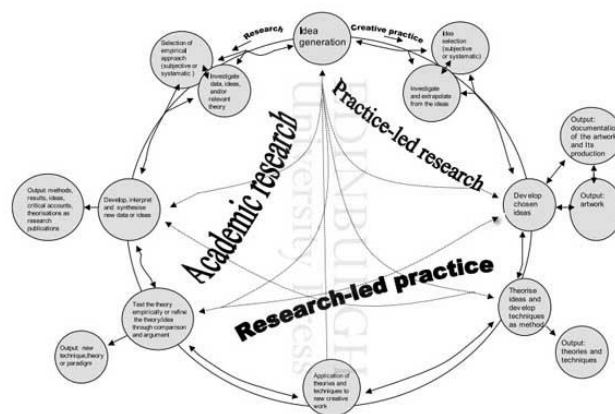 Research
Creative practice
Idea
generation
Selection of
empirical
approach
(subjective or
systematic )
Investigate
data, ideas,
and/or
relevant
theory
Idea
selection
(subjective
or systematic)
Investigate
and extrapolate
from the ideas
Output:
documentation
of the artwork
and Its
production
Output:
artwork
Develop
chosen
ideas
Theorise
ideas and
develop
techniques
as method
Output:
theories and
techniques
Application of
theories and
techniques to
new creative
work
Test the theory
empirically or refine
the theory/idea
through comparison
and argument
Output: new
technique,theory
or paradigm
Develop, interpret
and synthesise
new data or ideas
Output methods,
results, ideas,
critical accounts,
theorisations as
research
publications
Academic research
Practice-led research
Research-led practice
EDINBURGH
University Press